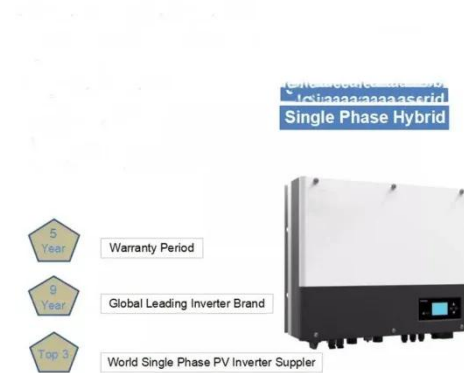 Single Phase Hybrid
5
Year
Warranty Period
9
Year
Global Leading Inverter Brand
Top 3
World Single Phase PV Inverter Suppler